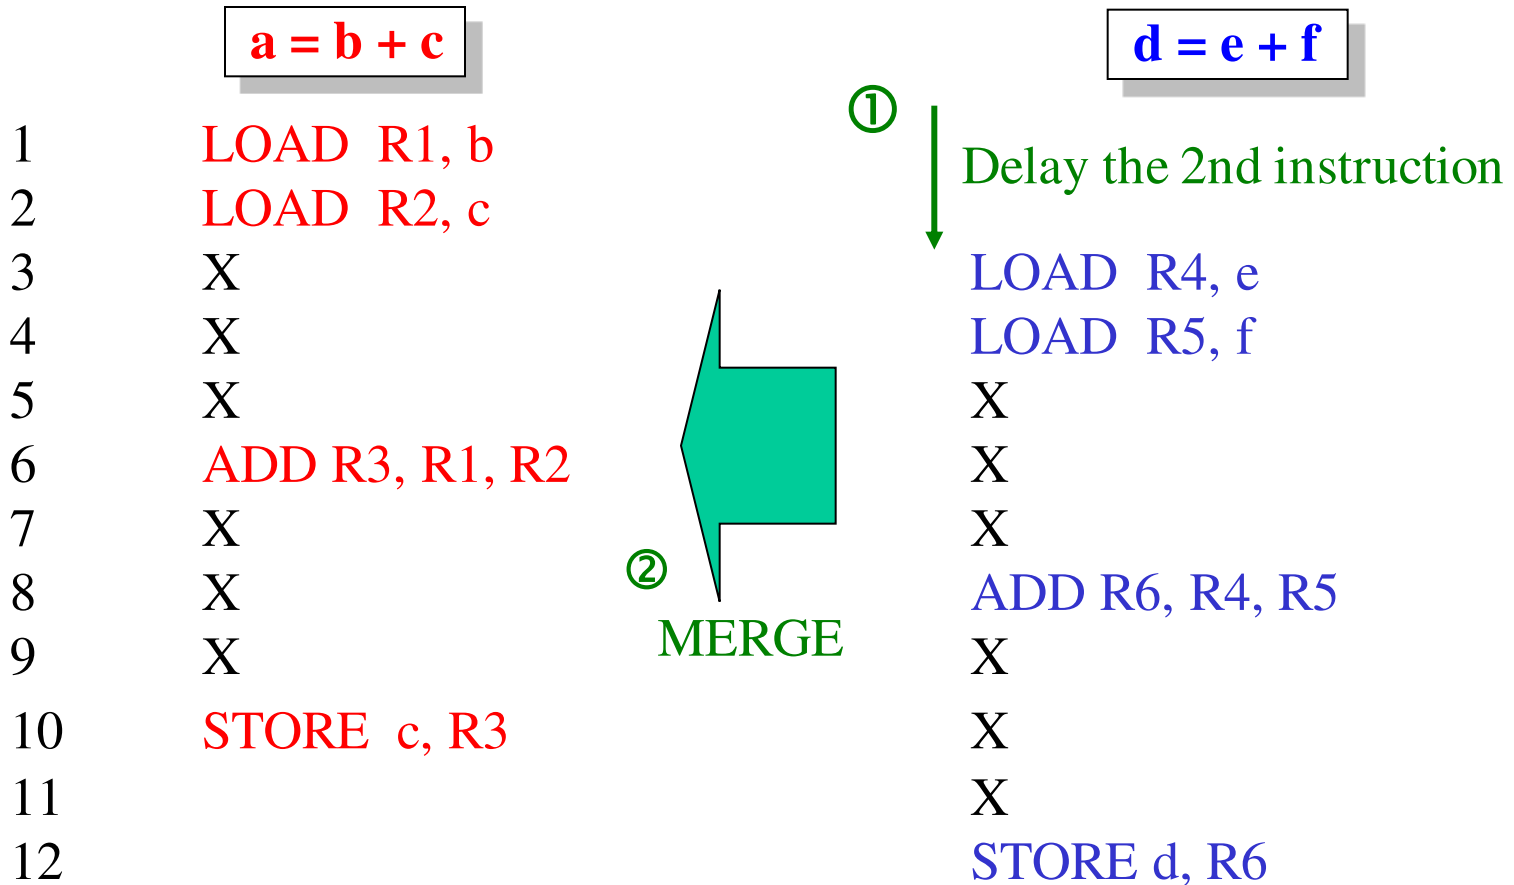 a = b + c d = e + f
①
1 LOAD R1, b Delay the 2nd instruction
2 LOAD R2, c
3 X LOAD R4, e
4 X LOAD R5, f
5 X X
6 ADD R3, R1, R2 X
7 X X
② 
8 X ADD R6, R4, R5
MERGE
9 X X
10 STORE c, R3 X
11 X
12 STORE d, R6